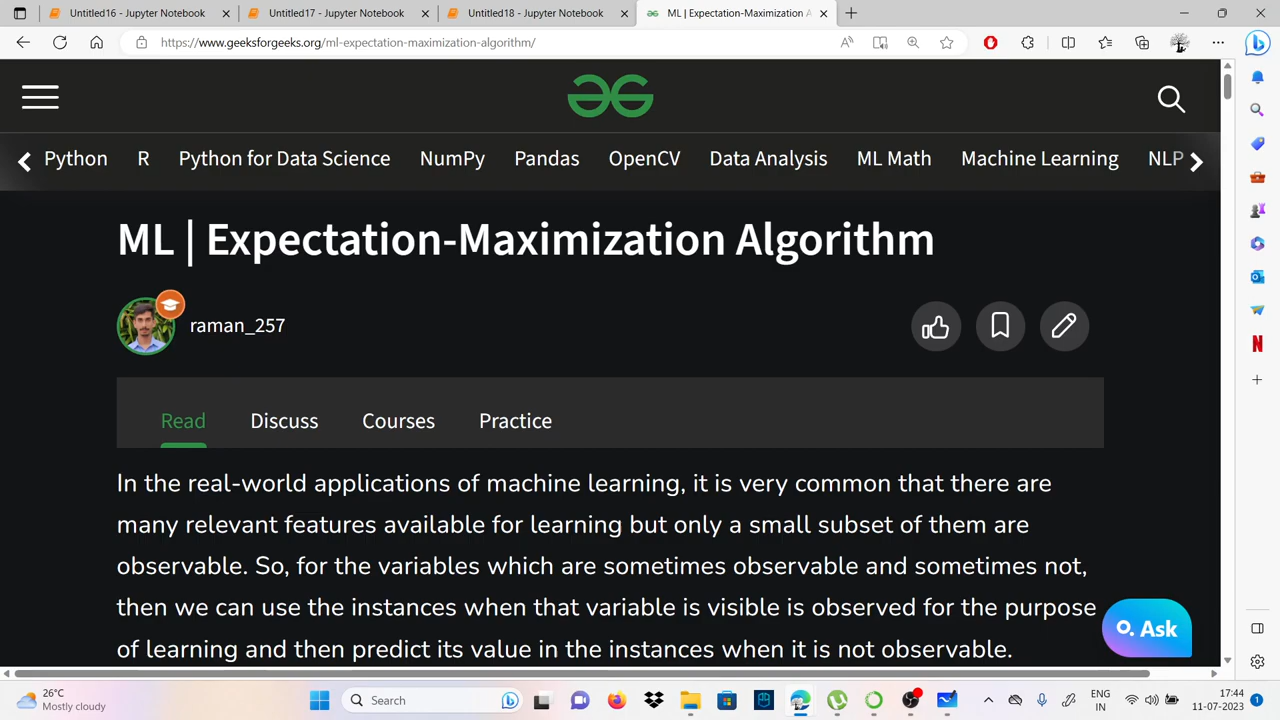 Untitled16 - Jupyter Notebook
Untitled17 - Jupyter Notebook
Untitled18 - Jupyter Notebook
ML | Expectation-Maximization A
https://www.geeksforgeeks.org/ml-expectation-maximization-algorithm/
Python R Python for Data Science NumPy Pandas OpenCV Data Analysis ML Math Machine Learning NLP
ML | Expectation-Maximization Algorithm
raman_257
Read Discuss Courses Practice
In the real-world applications of machine learning, it is very common that there are
many relevant features available for learning but only a small subset of them are
observable. So, for the variables which are sometimes observable and sometimes not,
then we can use the instances when that variable is visible is observed for the purpose
of learning and then predict its value in the instances when it is not observable.
Ask
26°C
Mostly cloudy
Search
ENG
IN
17:44
11-07-2023
1